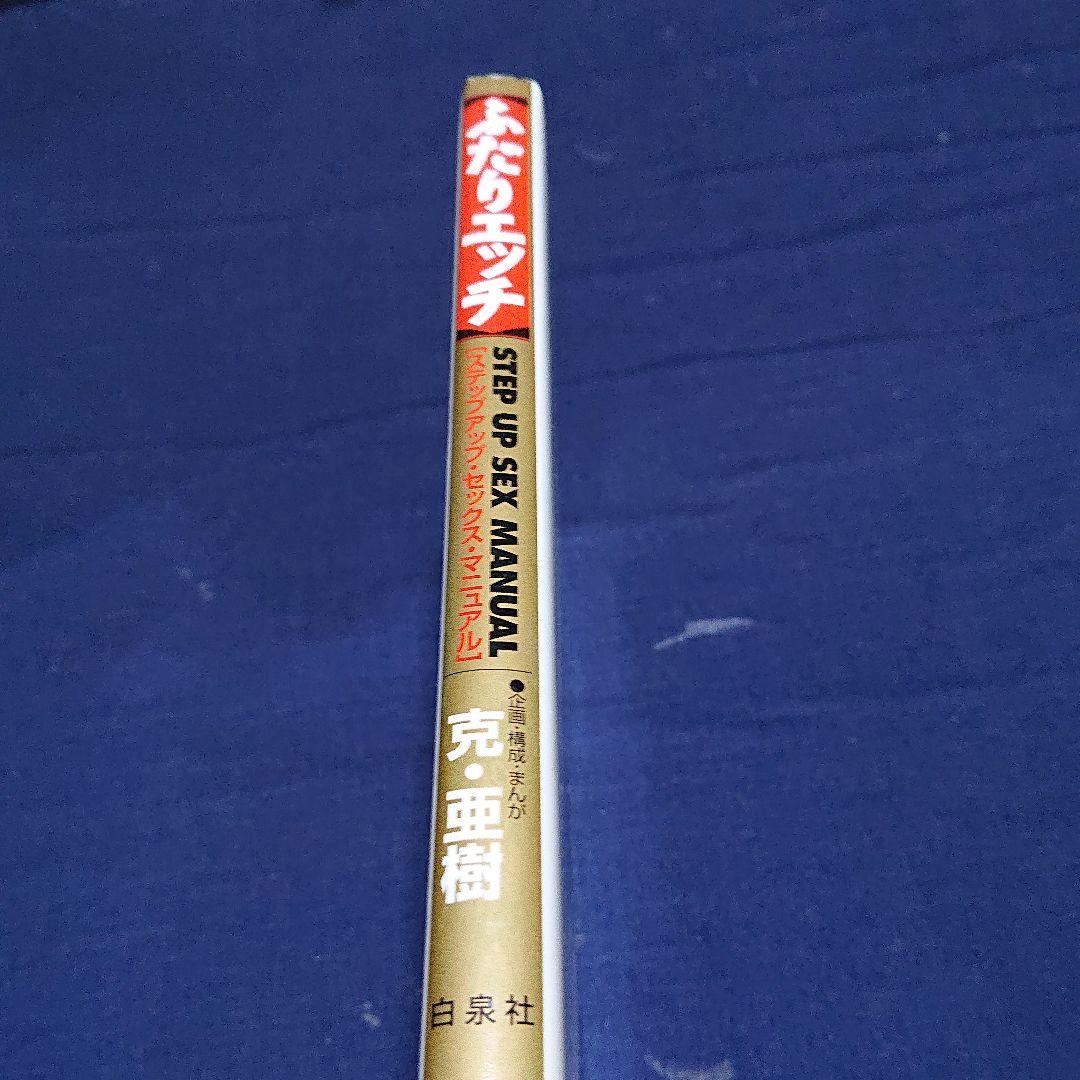 ふたりエッチ
STEP UP SEX MANUAL
[ステップアップ・セックス・マニュアル]
●企画・構成・まんが
克・亜樹
白泉社